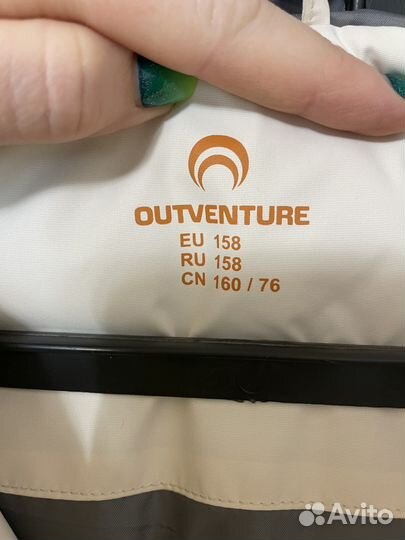 OUTVENTURE
EU 158
RU 158
CN 160 / 76
Avito